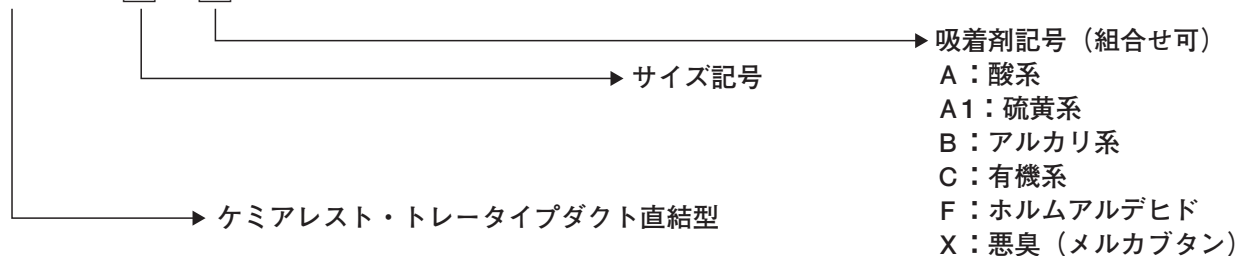 吸着剤記号（組合せ可）
サイズ記号
A：酸系
A1：硫黄系
B：アルカリ系
C：有機系
F：ホルムアルデヒド
ケミアレスト・トレータイプダクト直結型
X：悪臭（メルカブタン）